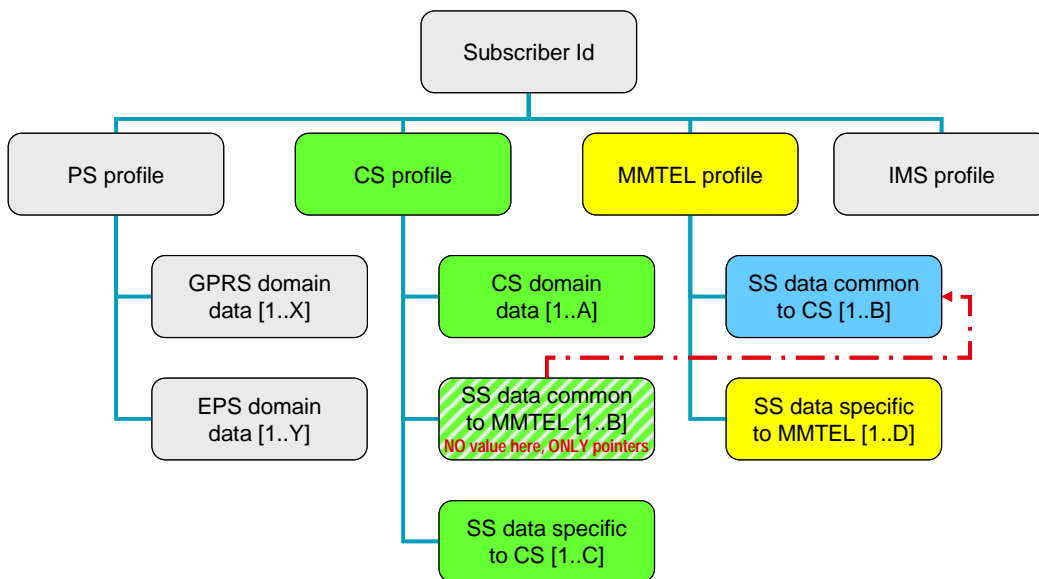 Subscriber Id
PS profile
CS profile
MMTEL profile
IMS profile
GPRS domain
data [1..X]
CS domain
data [1..A]
SS data common
to CS [1..B]
EPS domain
data [1..Y]
SS data common
to MMTEL [1..B]
NO value here, ONLY pointers
SS data specific
to MMTEL [1..D]
SS data specific
to CS [1..C]